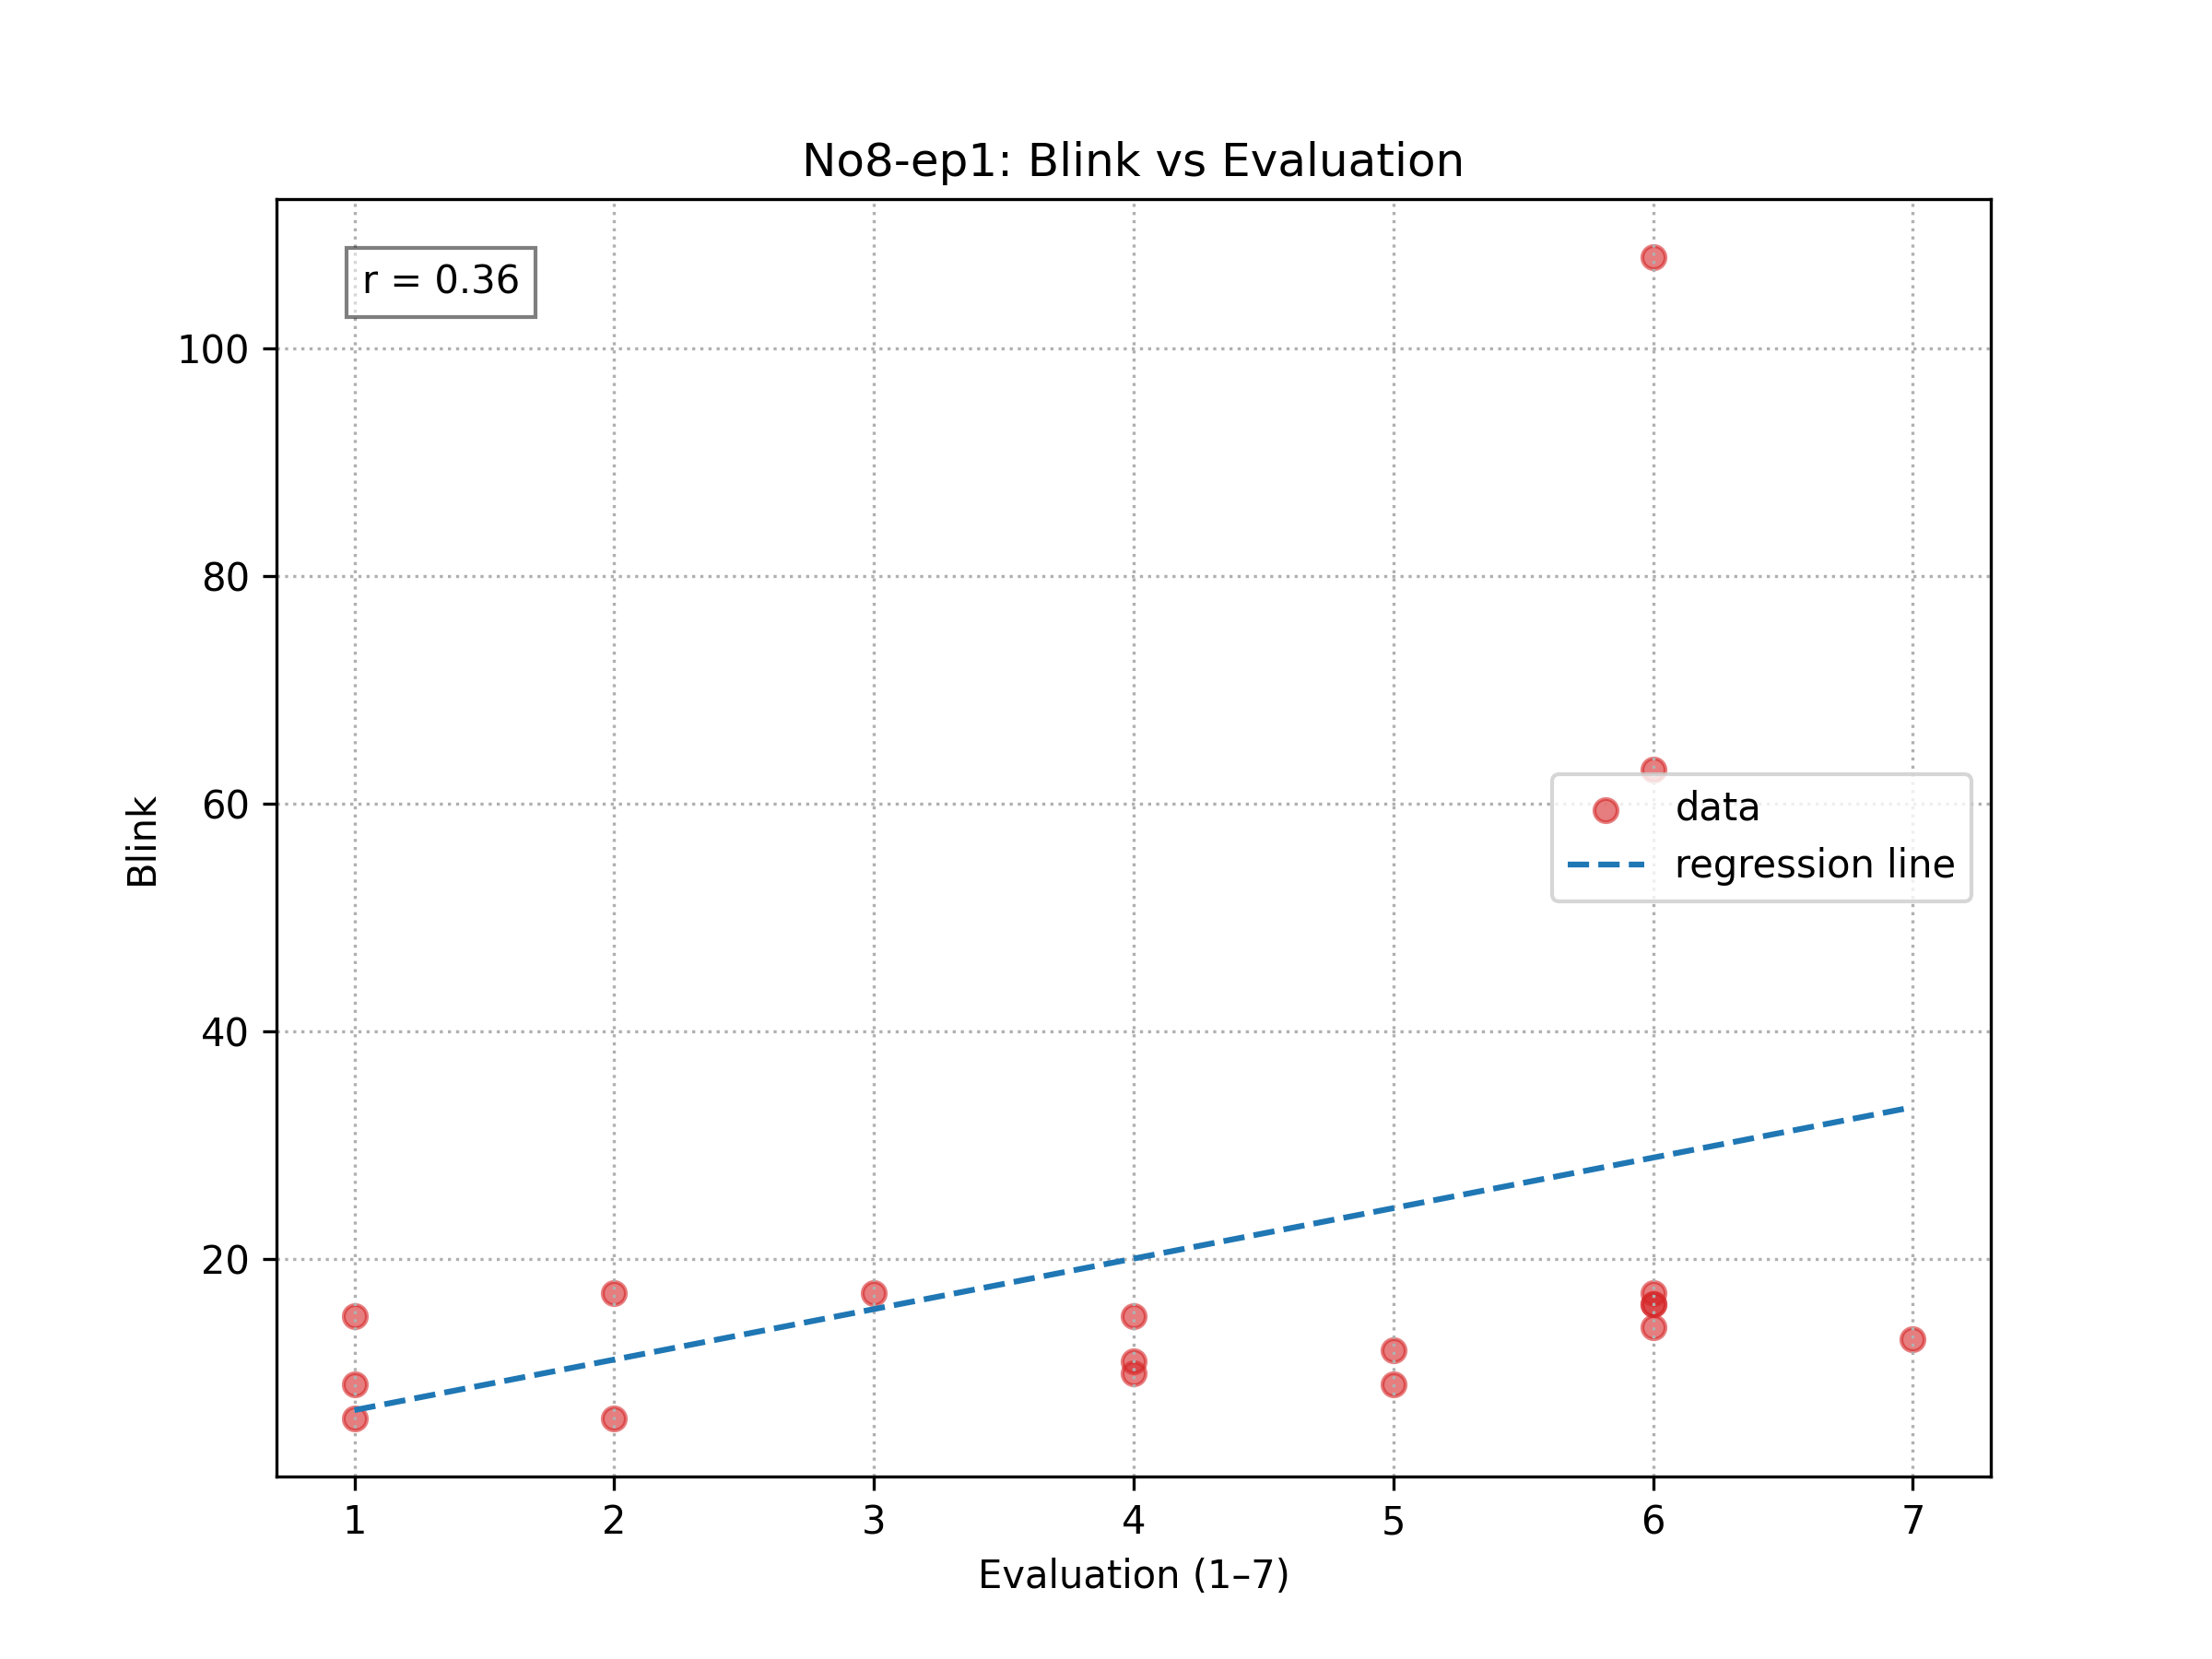 No8-ep1: Blink vs Evaluation
r = 0.36
100
80
60
40
20
Blink
data
regression line
1 2 3 4 5 6 7
Evaluation (1–7)